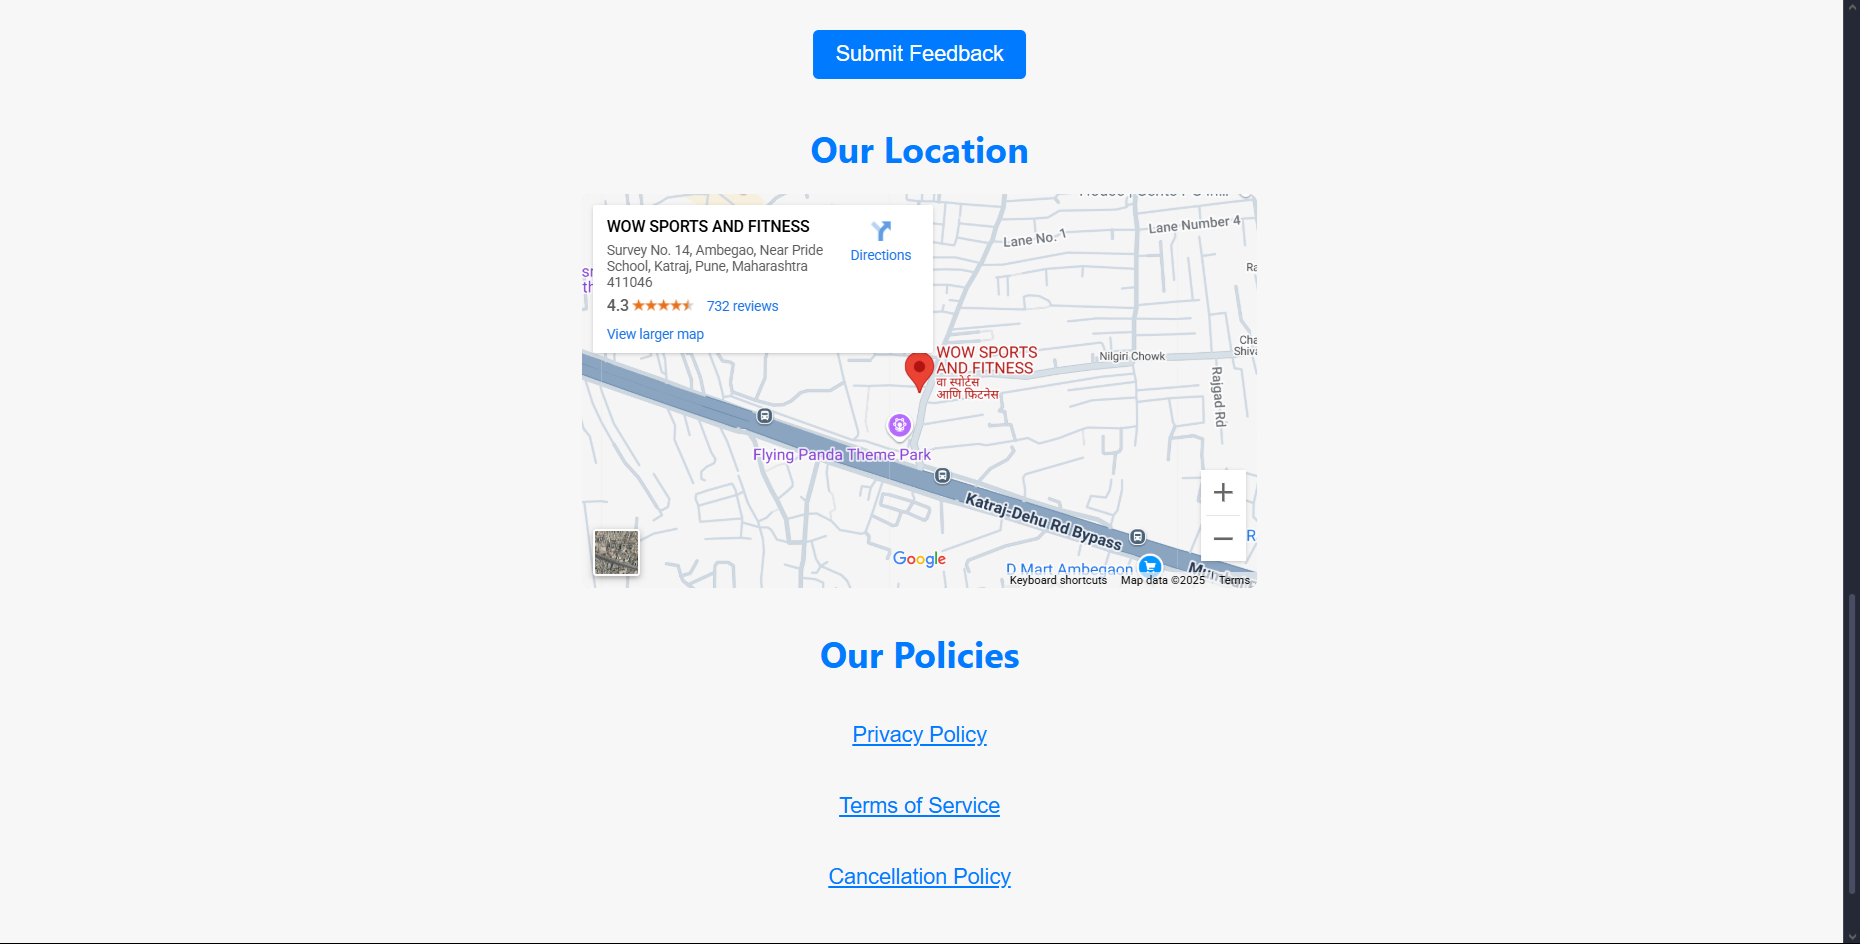 Submit Feedback
Our Location
WOW SPORTS AND FITNESS
Survey No. 14, Ambegao, Near Pride
School, Katraj, Pune, Maharashtra
411046
4.3
732 reviews
View larger map
Directions
Lane No. 1
Lane Number 4
WOW SPORTS
AND FITNESS
वा स्पोर्टस
आणि फिटनेस
Nilgiri Chowk
Rajgad Rd
Flying Panda Theme Park
Katraj-Dehu Rd Bypass
Google
D Mart Ambegaon
Keyboard shortcuts
Map data ©2025
Terms
Our Policies
Privacy Policy
Terms of Service
Cancellation Policy